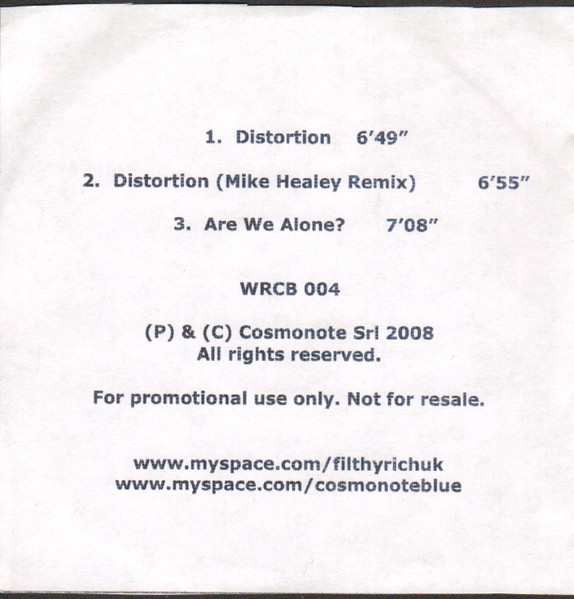 1. Distortion 6'49"
2. Distortion (Mike Healey Remix) 6'55"
3. Are We Alone? 7'08"
WRCB 004
(P) & (C) Cosmonote Srl 2008
All rights reserved.
For promotional use only. Not for resale.
www.myspace.com/filthyrichuk
www.myspace.com/cosmonoteblue